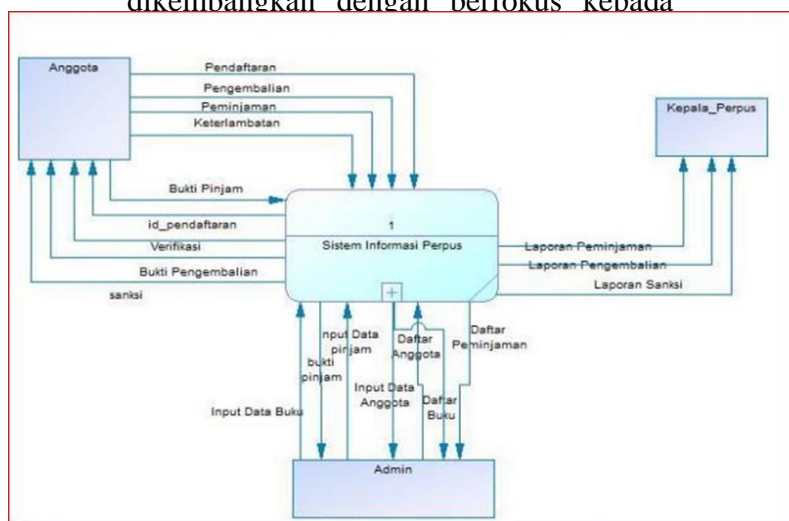 dikembangkan dengan berfokus kepada
Anggota
Pendaftaran
Pengembalian
Peminjaman
Keterlambatan
Kepala_Perpus
Bukti Pinjam
id_pendaftaran
Verifikasi
Bukti Pengembalian
sanksi
1
Sistem Informasi Perpus
Laporan Peminjaman
Laporan Pengembalian
Laporan Sanksi
nput Data
pinjam
bukti
pinjam
Daftar
Anggota
Daftar
Peminjaman
Input Data
Anggota
Daftar
Buku
Input Data Buku
Admin